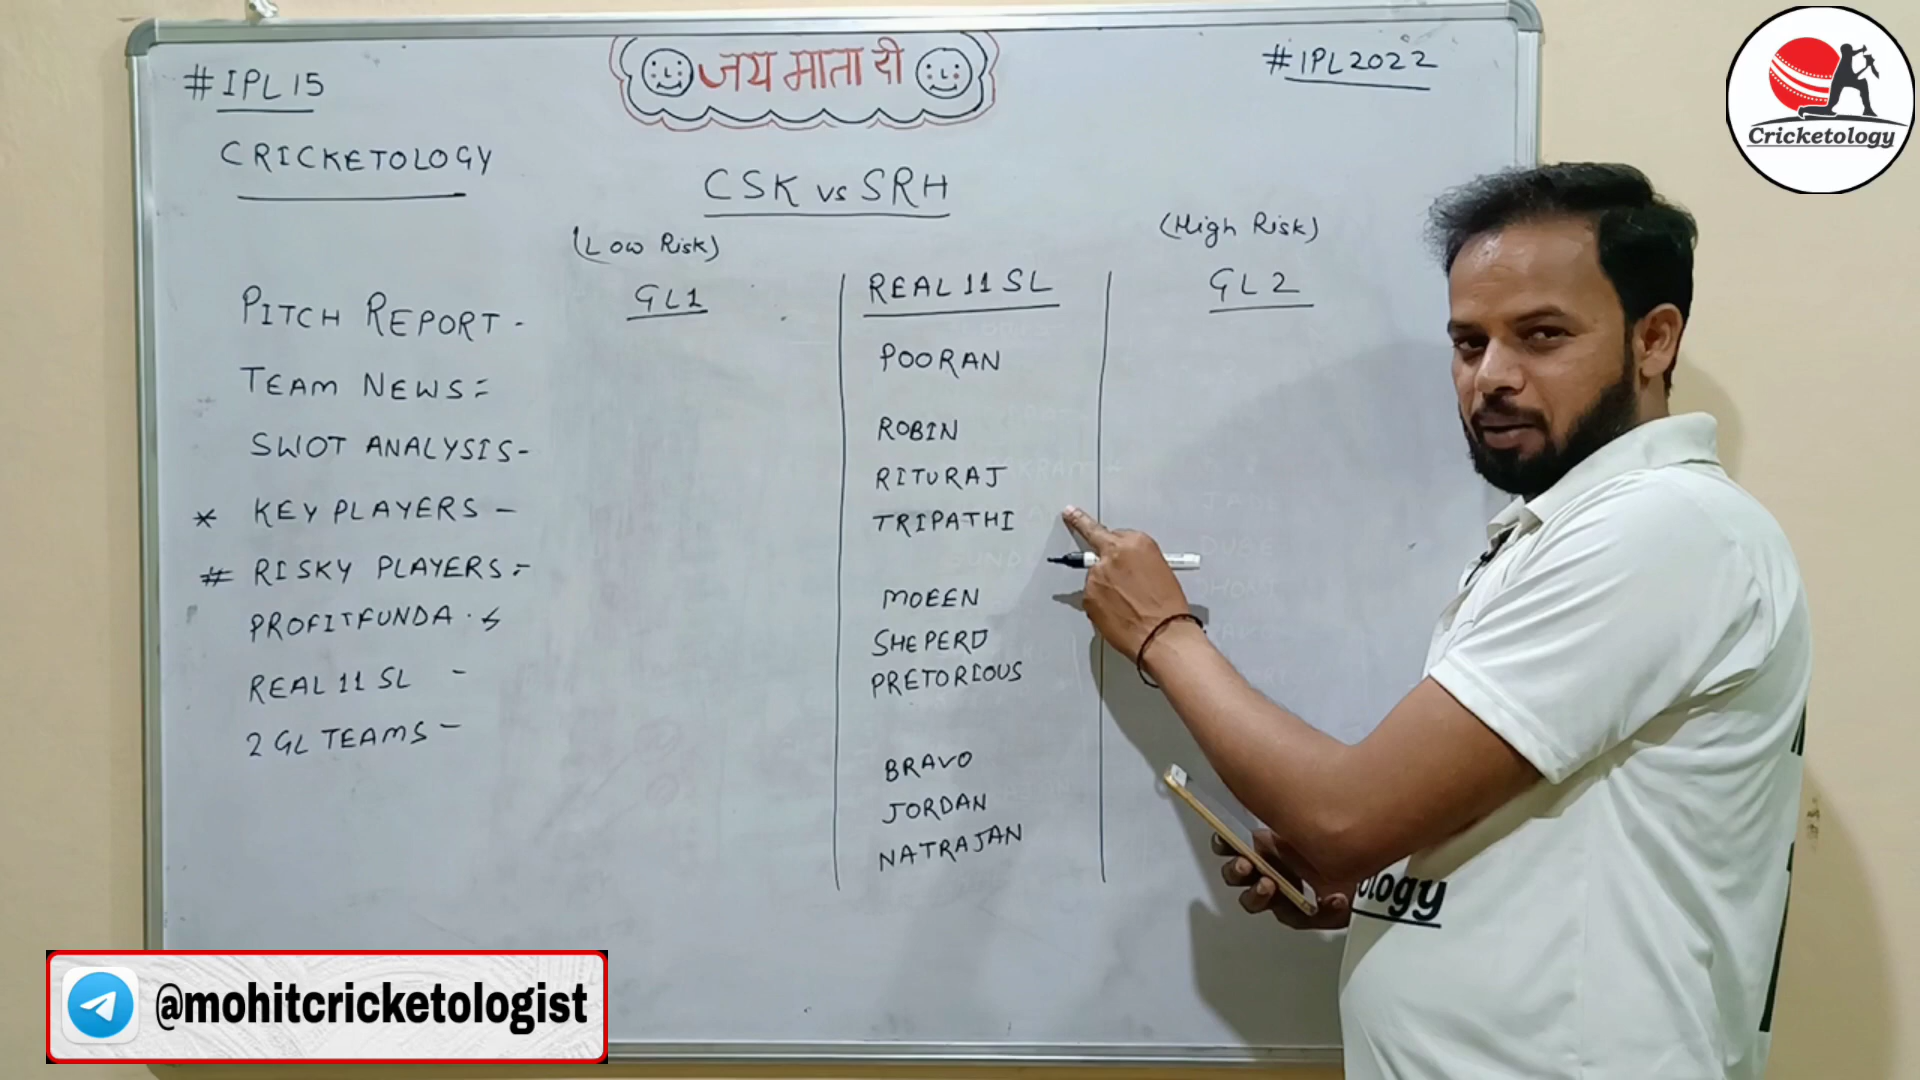 #IPL15
जय माता दी
#IPL2022
Cricketology
CRICKETOLOGY
CSK vs SRH
(Low Risk)
(High Risk)
GL1
REAL 11 SL
GL2
PITCH REPORT -
TEAM NEWS =
SWOT ANALYSIS -
* KEY PLAYERS -
# RISKY PLAYERS =
PROFITFUNDA
REAL 11 SL -
2 GL TEAMS -
POORAN
ROBIN
RITURAJ
TRIPATHI
MOEEN
SHEPERD
PRETORIOUS
BRAVO
JORDAN
NATRAJAN
ology
@mohitcricketologist